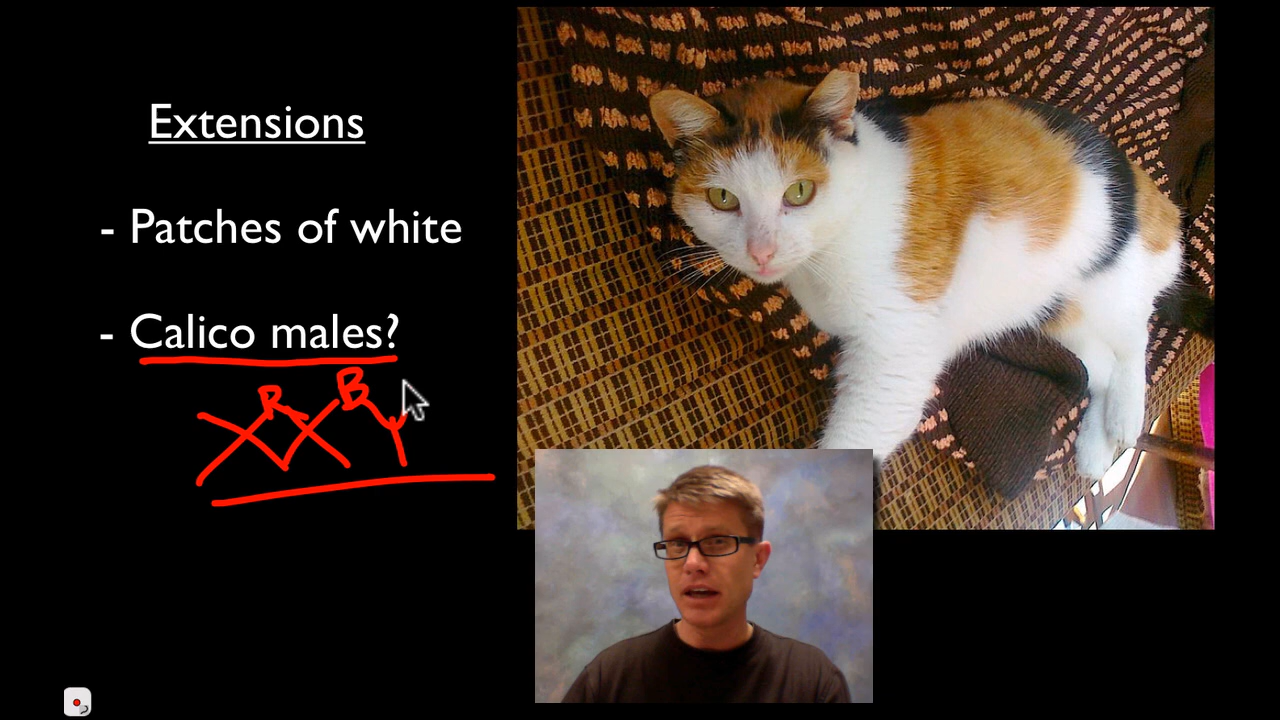 Extensions
- Patches of white
- Calico males?
X^R X^B Y